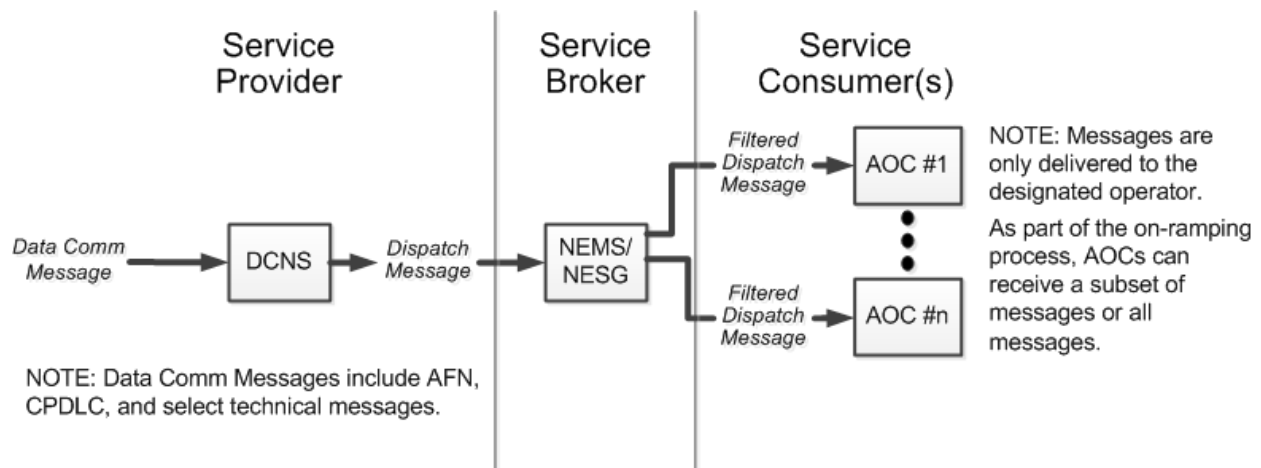 Service
Provider
Service
Broker
Service
Consumer(s)
Data Comm
Message
DCNS
Dispatch
Message
NEMS/
NESG
Filtered
Dispatch
Message
AOC #1
Filtered
Dispatch
Message
AOC #n
NOTE: Messages are
only delivered to the
designated operator.
As part of the on-ramping
process, AOCs can
receive a subset of
messages or all
messages.
NOTE: Data Comm Messages include AFN,
CPDLC, and select technical messages.